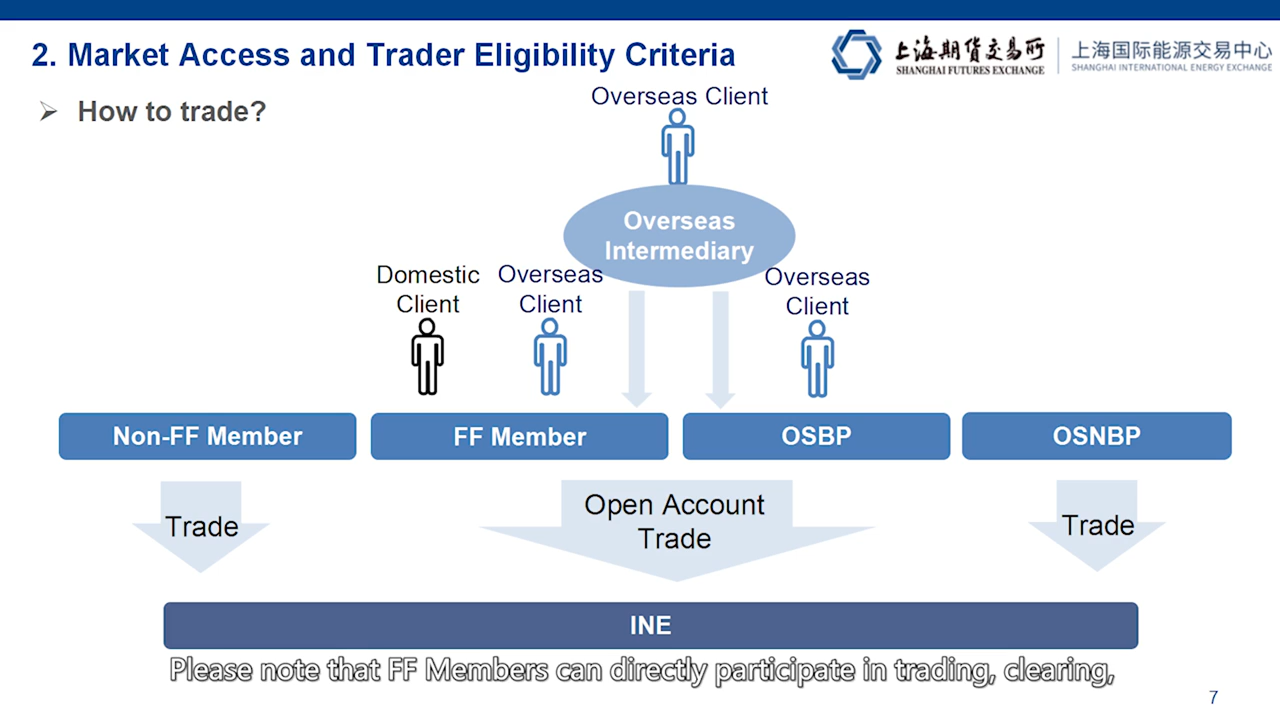 2. Market Access and Trader Eligibility Criteria
上海期货交易所
SHANGHAI FUTURES EXCHANGE
上海国际能源交易中心
SHANGHAI INTERNATIONAL ENERGY EXCHANGE
How to trade?
Overseas Client
Overseas
Intermediary
Domestic
Client
Overseas
Client
Overseas
Client
Non-FF Member
FF Member
OSBP
OSNBP
Trade
Open Account
Trade
Trade
INE
Please note that FF Members can directly participate in trading, clearing,
7